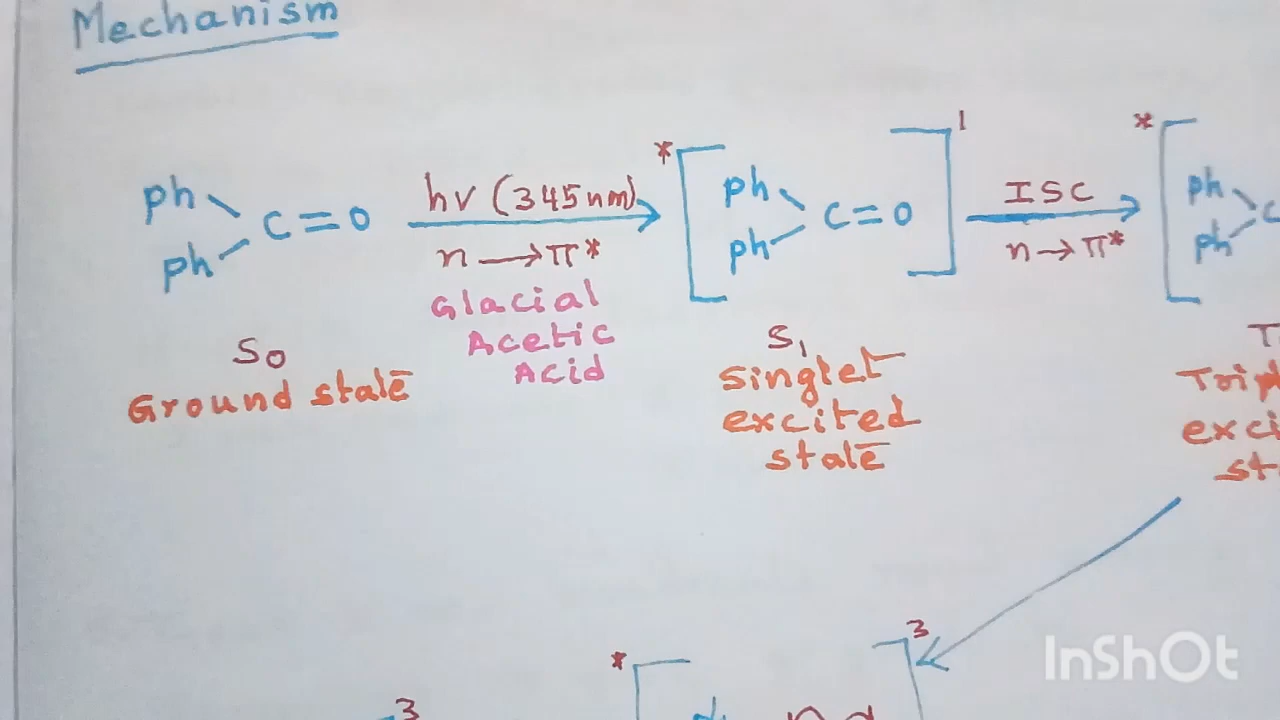 Mechanism
ph
ph
C=O
hν (345nm)
n → π*
Glacial
Acetic
Acid
S0
Ground state
*
ph
ph
C=O
1
S1
Singlet
excited
state
ISC
n → π*
*
ph
ph
C
T
3
*
3
InShOt